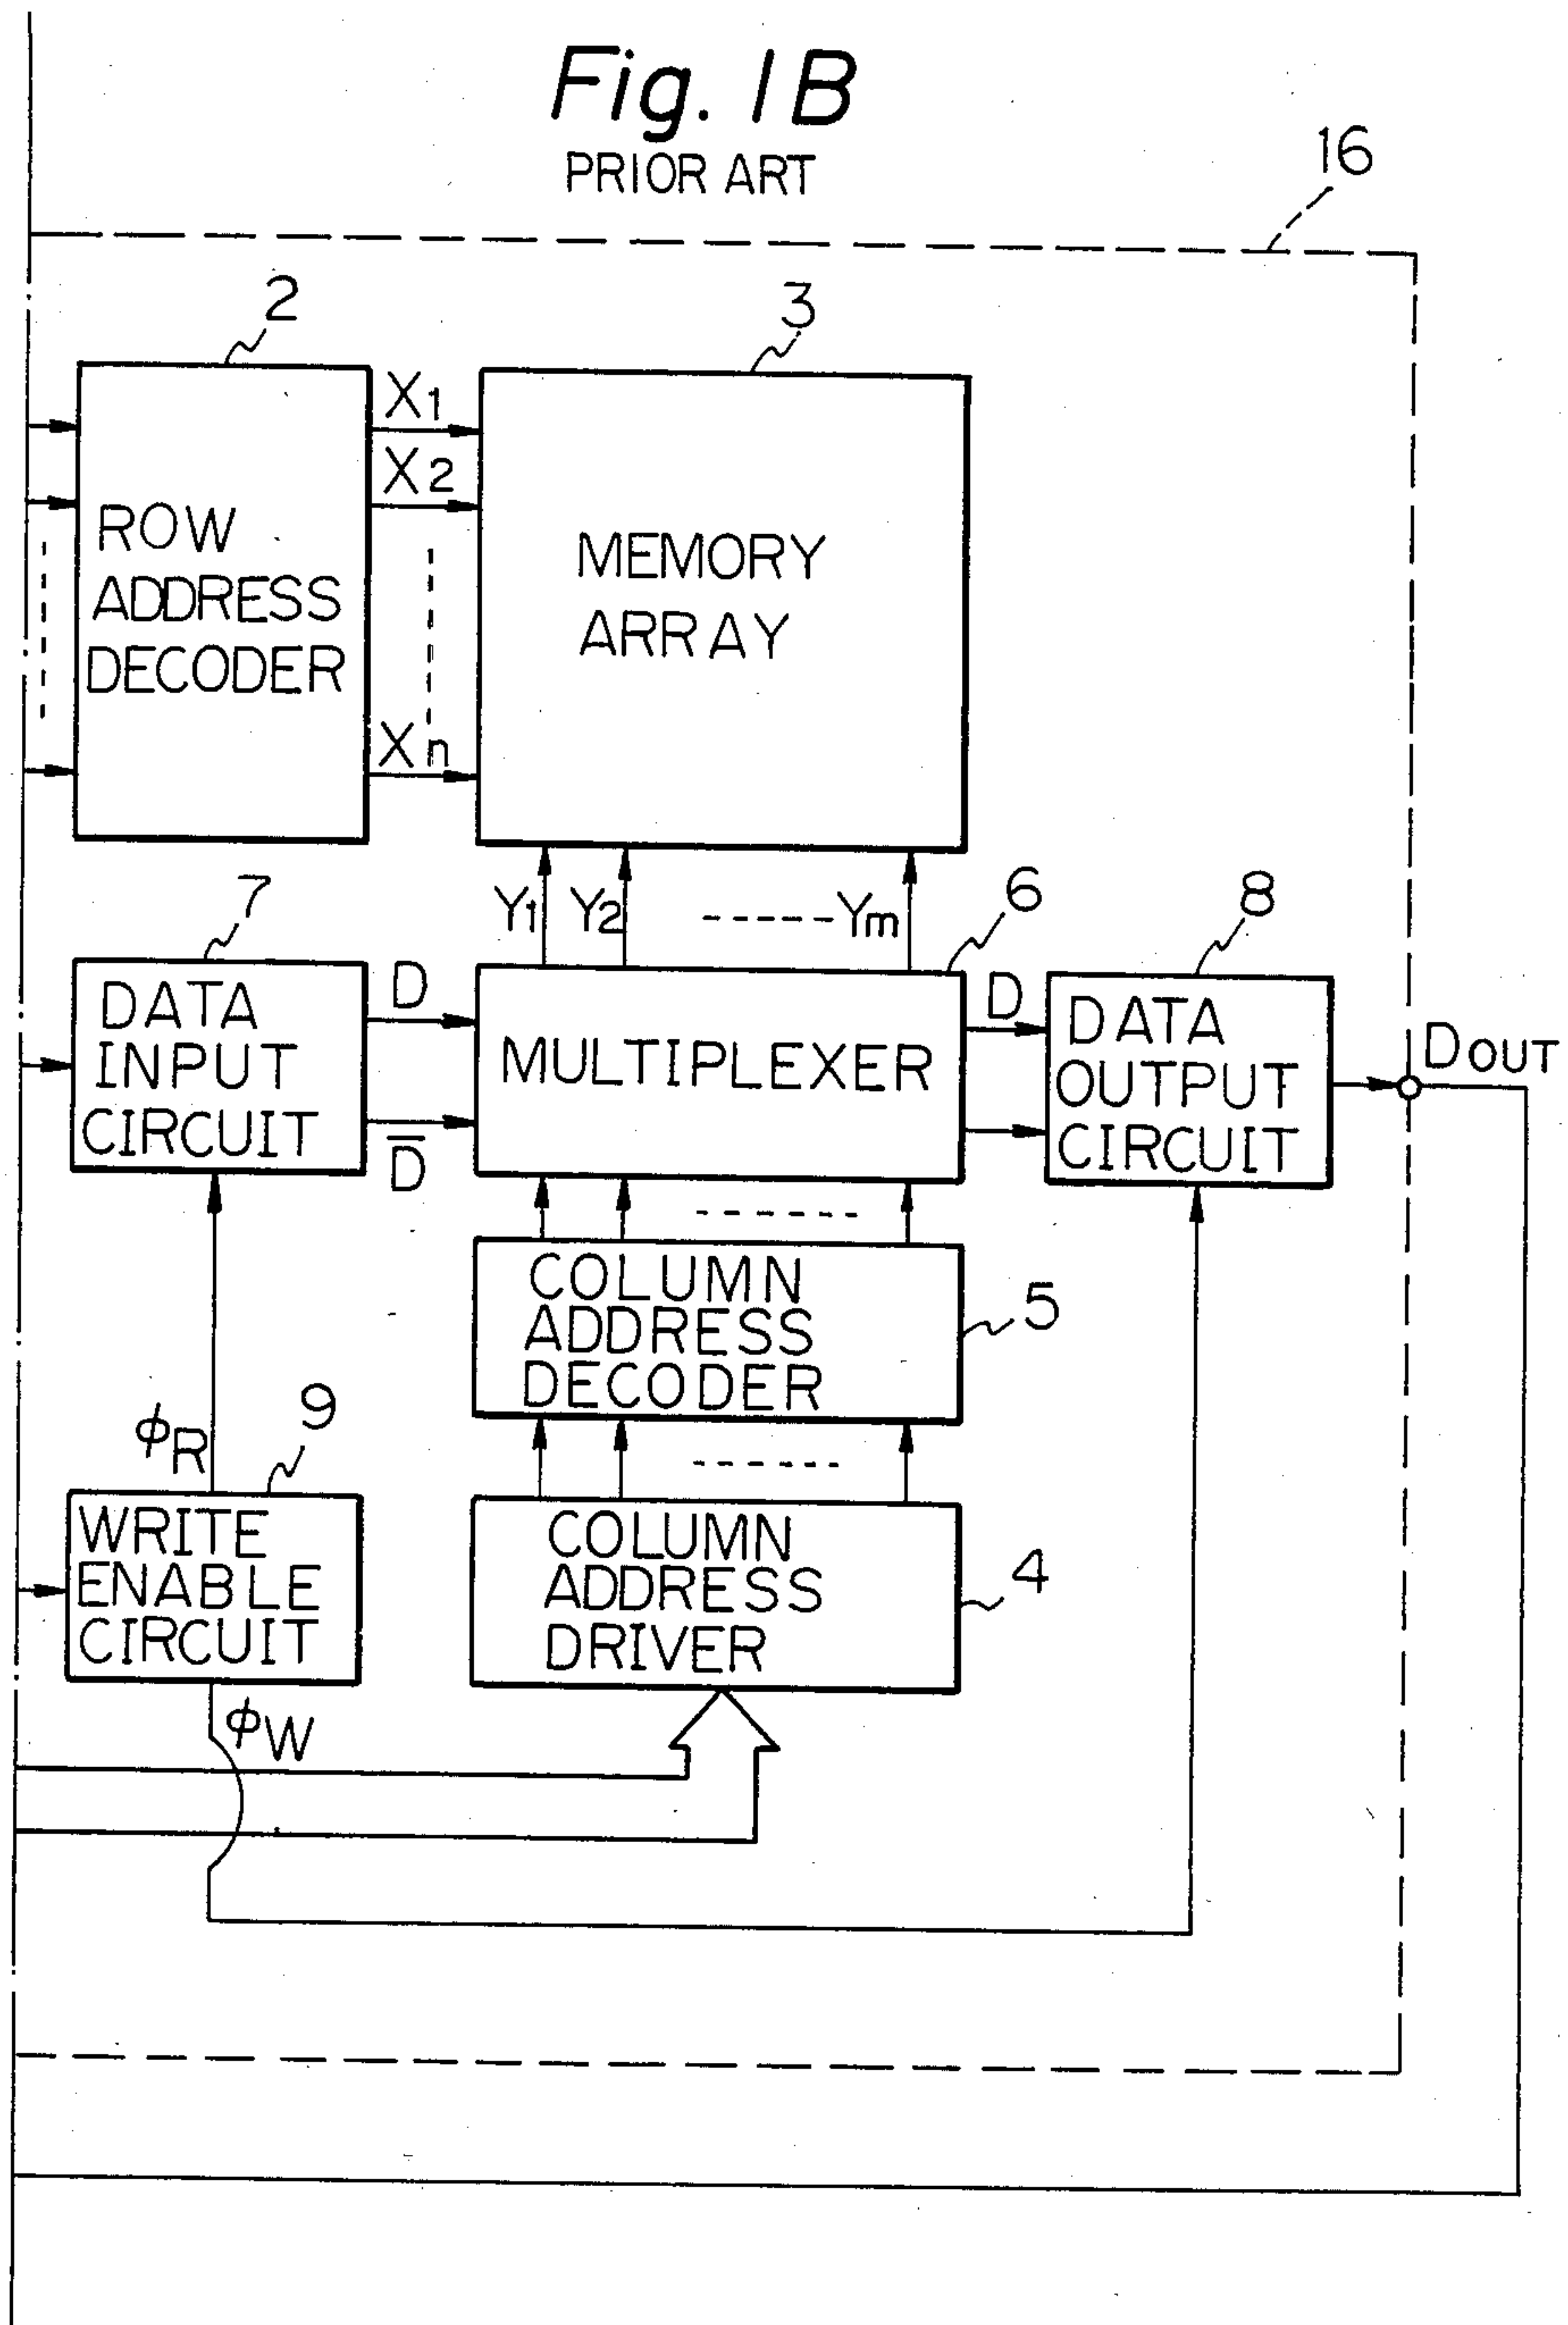 Fig. 1B
PRIOR ART
16
2
3
X1
X2
Xn
ROW
ADDRESS
DECODER
MEMORY
ARRAY
Y1 Y2 Ym
7
6
8
DATA
INPUT
CIRCUIT
D
D̅
MULTIPLEXER
D
DATA
OUTPUT
CIRCUIT
DOUT
COLUMN
ADDRESS
DECODER
5
ϕR
9
WRITE
ENABLE
CIRCUIT
COLUMN
ADDRESS
DRIVER
4
ϕW